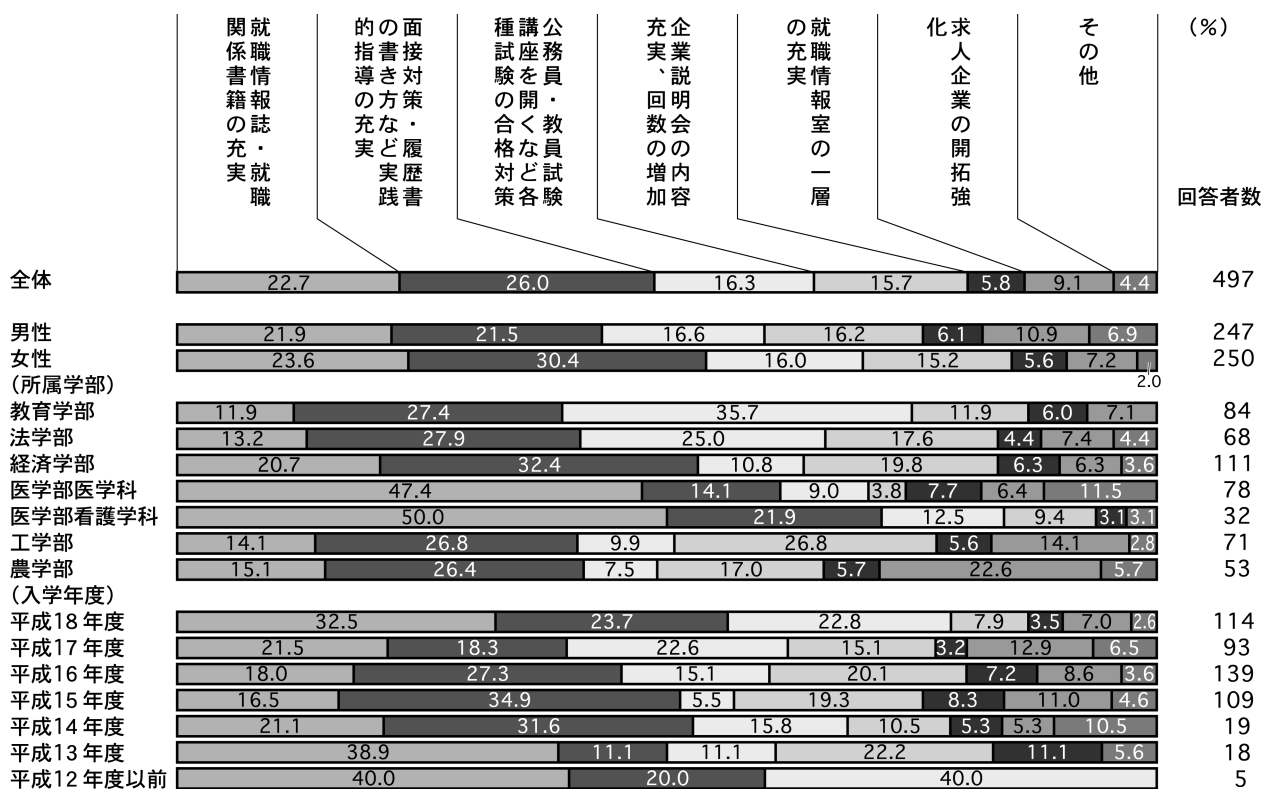 就職情報誌・就職
関係書籍の充実
面接対策・履歴書
の書き方など実践
的指導の充実
公務員・教員試験
講座を開くなど各
種試験の合格対策
企業説明会の内容
充実、回数の増加
就職情報室の一層
の充実
求人企業の開拓強
化
その他
(%)
回答者数
全体 22.7 26.0 16.3 15.7 5.8 9.1 4.4 497
男性 21.9 21.5 16.6 16.2 6.1 10.9 6.9 247
女性 23.6 30.4 16.0 15.2 5.6 7.2 2.0 250
(所属学部)
教育学部 11.9 27.4 35.7 11.9 6.0 7.1 84
法学部 13.2 27.9 25.0 17.6 4.4 7.4 4.4 68
経済学部 20.7 32.4 10.8 19.8 6.3 6.3 3.6 111
医学部医学科 47.4 14.1 9.0 3.8 7.7 6.4 11.5 78
医学部看護学科 50.0 21.9 12.5 9.4 3.1 3.1 32
工学部 14.1 26.8 9.9 26.8 5.6 14.1 2.8 71
農学部 15.1 26.4 7.5 17.0 5.7 22.6 5.7 53
(入学年度)
平成18年度 32.5 23.7 22.8 7.9 3.5 7.0 2.6 114
平成17年度 21.5 18.3 22.6 15.1 3.2 12.9 6.5 93
平成16年度 18.0 27.3 15.1 20.1 7.2 8.6 3.6 139
平成15年度 16.5 34.9 5.5 19.3 8.3 11.0 4.6 109
平成14年度 21.1 31.6 15.8 10.5 5.3 5.3 10.5 19
平成13年度 38.9 11.1 11.1 22.2 11.1 5.6 18
平成12年度以前 40.0 20.0 40.0 5